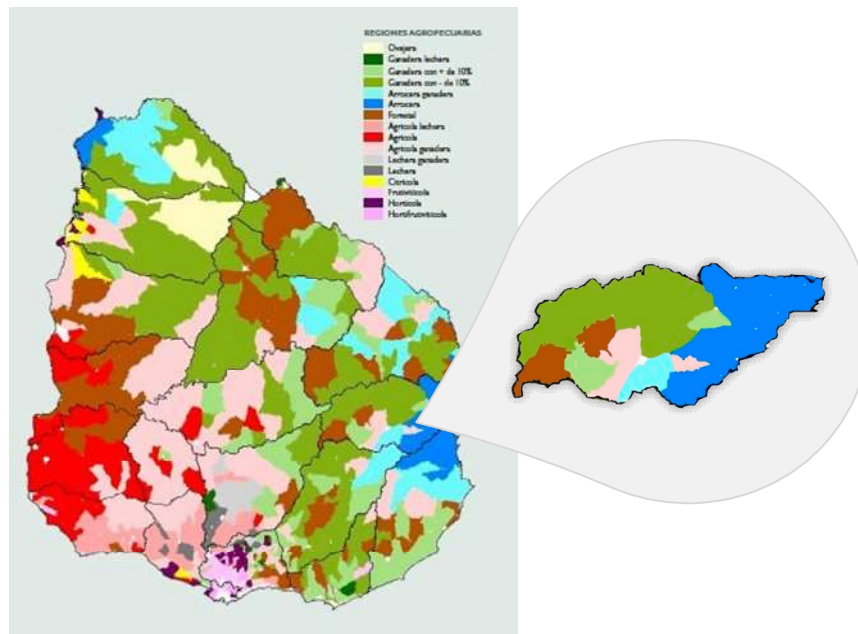 REGIONES AGROPECUARIAS
Ovejera
Ganadera lechera
Ganadera con + de 10%
Ganadera con - de 10%
Arrocera ganadera
Arrocera
Forestal
Agrícola lechera
Agrícola
Agrícola ganadera
Lechera ganadera
Lechera
Citrícola
Frutivitícola
Hortícola
Hortifrutivitícola